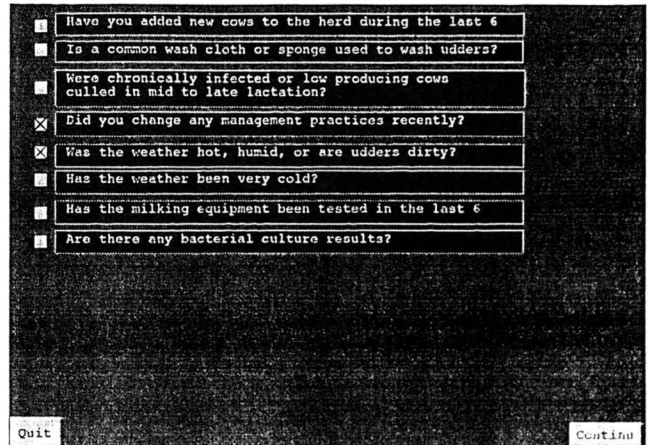 Have you added new cows to the herd during the last 6
Is a common wash cloth or sponge used to wash udders?
Were chronically infected or low producing cows
culled in mid to late lactation?
Did you change any management practices recently?
Was the weather hot, humid, or are udders dirty?
Has the weather been very cold?
Has the milking equipment been tested in the last 6
Are there any bacterial culture results?
Quit
Continu